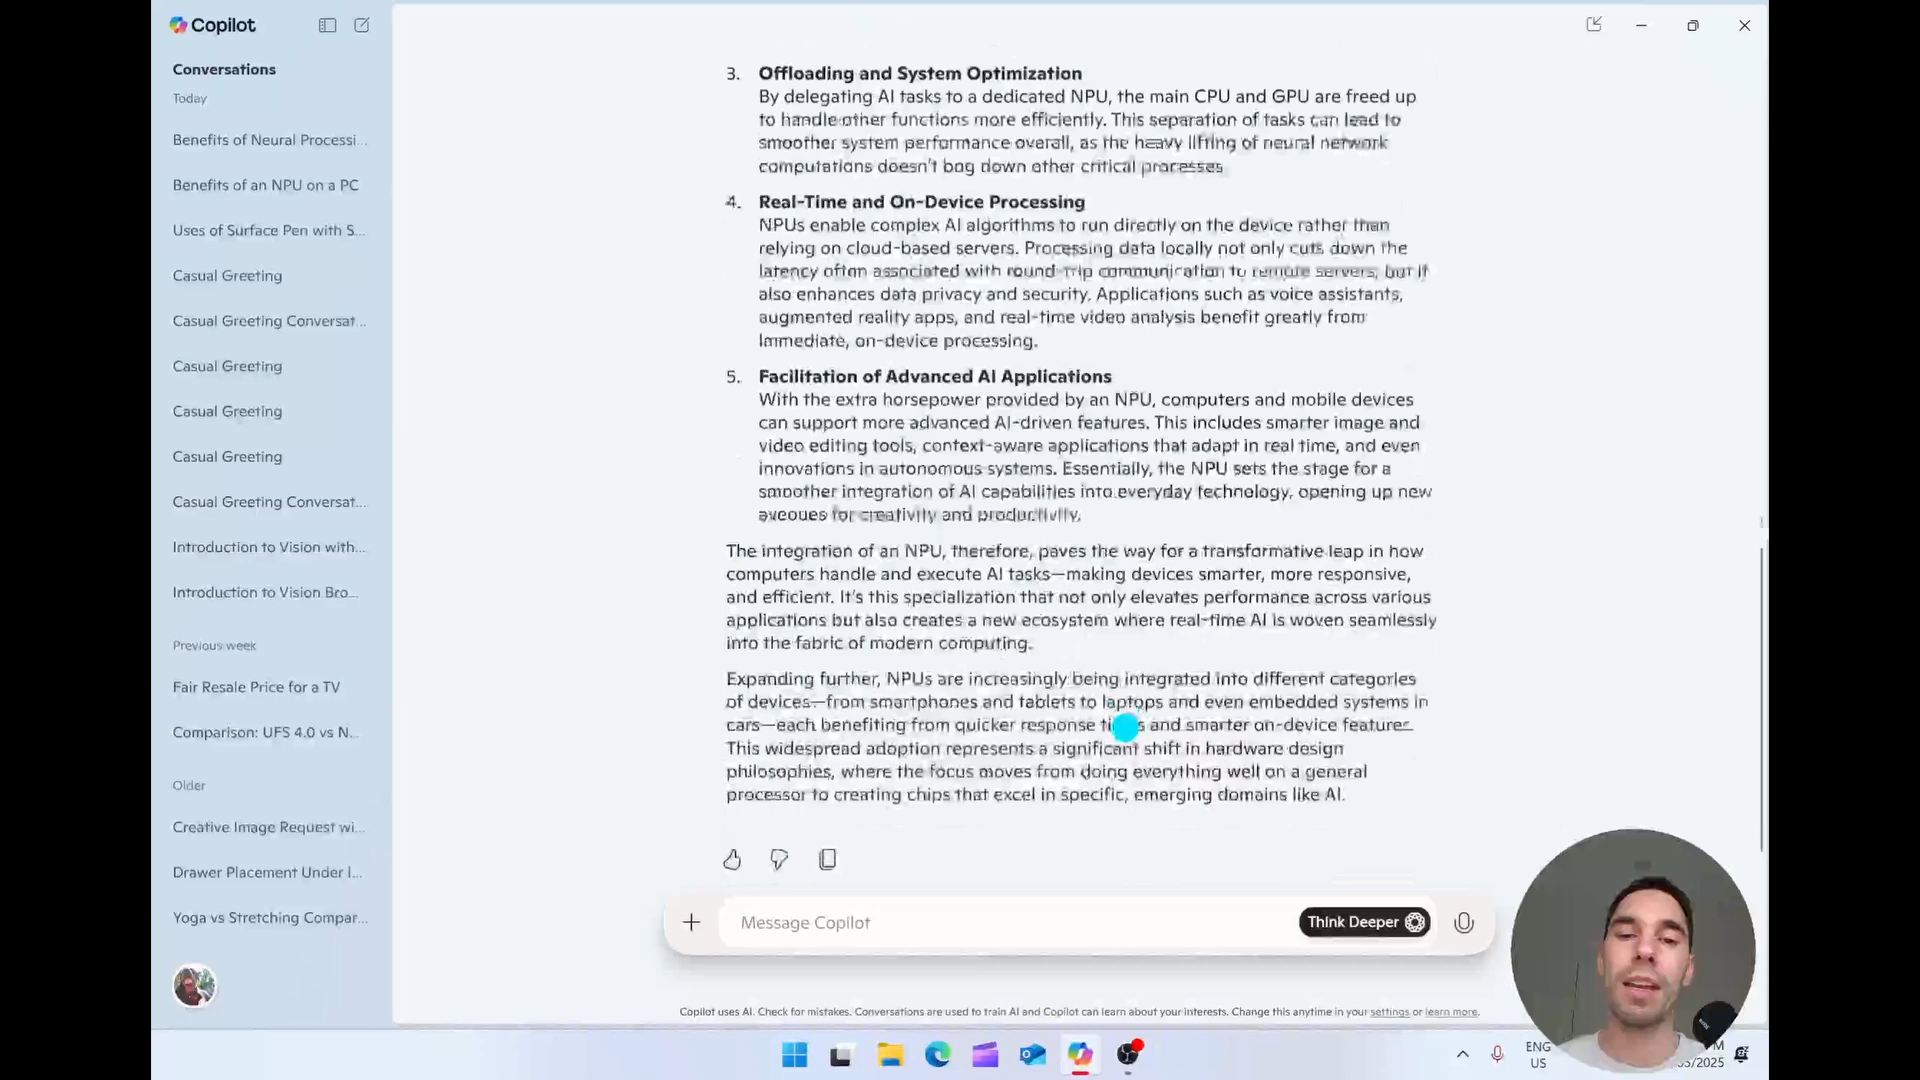 Copilot
Conversations
Today
Benefits of Neural Processi...
Benefits of an NPU on a PC
Uses of Surface Pen with S...
Casual Greeting
Casual Greeting Conversat...
Casual Greeting
Casual Greeting
Casual Greeting
Casual Greeting Conversat...
Introduction to Vision with...
Introduction to Vision Bro...
Previous week
Fair Resale Price for a TV
Comparison: UFS 4.0 vs N...
Older
Creative Image Request wi...
Drawer Placement Under I...
Yoga vs Stretching Compar...
3. Offloading and System Optimization
By delegating AI tasks to a dedicated NPU, the main CPU and GPU are freed up
to handle other functions more efficiently. This separation of tasks can lead to
smoother system performance overall, as the heavy lifting of neural network
computations doesn't bog down other critical processes.
4. Real-Time and On-Device Processing
NPUs enable complex AI algorithms to run directly on the device rather than
relying on cloud-based servers. Processing data locally not only cuts down the
latency often associated with round-trip communication to remote servers, but it
also enhances data privacy and security. Applications such as voice assistants,
augmented reality apps, and real-time video analysis benefit greatly from
immediate, on-device processing.
5. Facilitation of Advanced AI Applications
With the extra horsepower provided by an NPU, computers and mobile devices
can support more advanced AI-driven features. This includes smarter image and
video editing tools, context-aware applications that adapt in real time, and even
innovations in autonomous systems. Essentially, the NPU sets the stage for a
smoother integration of AI capabilities into everyday technology, opening up new
avenues for creativity and productivity.
The integration of an NPU, therefore, paves the way for a transformative leap in how
computers handle and execute AI tasks—making devices smarter, more responsive,
and efficient. It's this specialization that not only elevates performance across various
applications but also creates a new ecosystem where real-time AI is woven seamlessly
into the fabric of modern computing.
Expanding further, NPUs are increasingly being integrated into different categories
of devices—from smartphones and tablets to laptops and even embedded systems in
cars—each benefiting from quicker response and smarter on-device features.
This widespread adoption represents a significant shift in hardware design
philosophies, where the focus moves from doing everything well on a general
processor to creating chips that excel in specific, emerging domains like AI.
Message Copilot
Think Deeper
Copilot uses AI. Check for mistakes. Conversations are used to train AI and Copilot can learn about your interests. Change this anytime in your settings or learn more.
ENG
US